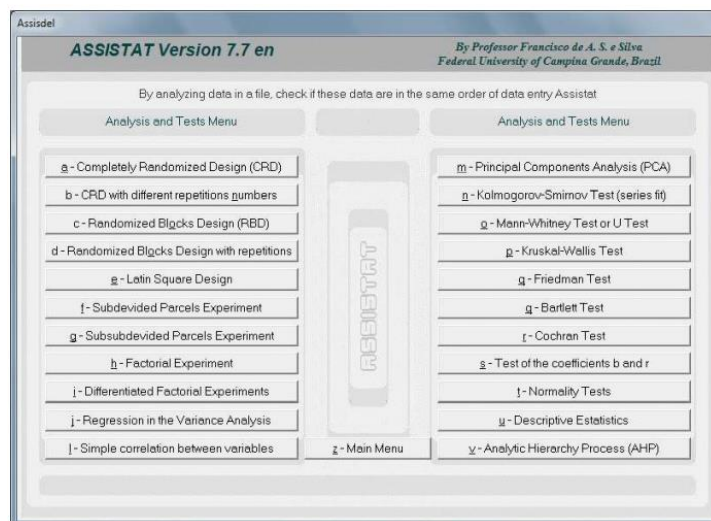 Assisdel
ASSISTAT Version 7.7 en
By Professor Francisco de A. S. e Silva
Federal University of Campina Grande, Brazil
By analyzing data in a file, check if these data are in the same order of data entry Assistat
Analysis and Tests Menu
a - Completely Randomized Design (CRD)
b - CRD with different repetitions numbers
c - Randomized Blocks Design (RBD)
d - Randomized Blocks Design with repetitions
e - Latin Square Design
f - Subdevided Parcels Experiment
g - Subsubdevided Parcels Experiment
h - Factorial Experiment
i - Differentiated Factorial Experiments
j - Regression in the Variance Analysis
l - Simple correlation between variables
ASSISTAT
z - Main Menu
Analysis and Tests Menu
m - Principal Components Analysis (PCA)
n - Kolmogorov-Smirnov Test (series fit)
o - Mann-Whitney Test or U Test
p - Kruskal-Wallis Test
q - Friedman Test
q - Bartlett Test
r - Cochran Test
s - Test of the coefficients b and r
t - Normality Tests
u - Descriptive Estatistics
v - Analytic Hierarchy Process (AHP)